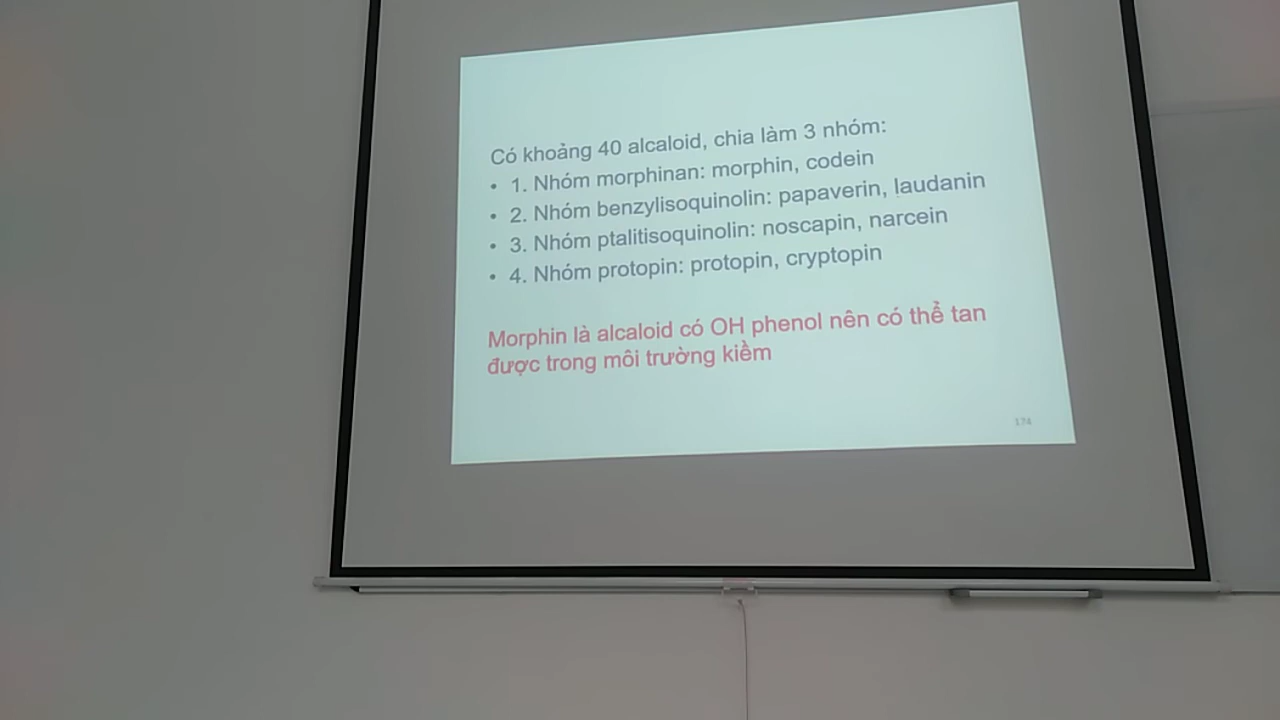 Có khoảng 40 alcaloid, chia làm 3 nhóm:
• 1. Nhóm morphinan: morphin, codein
• 2. Nhóm benzylisoquinolin: papaverin, laudanin
• 3. Nhóm ptalitisoquinolin: noscapin, narcein
• 4. Nhóm protopin: protopin, cryptopin
Morphin là alcaloid có OH phenol nên có thể tan
được trong môi trường kiềm
174